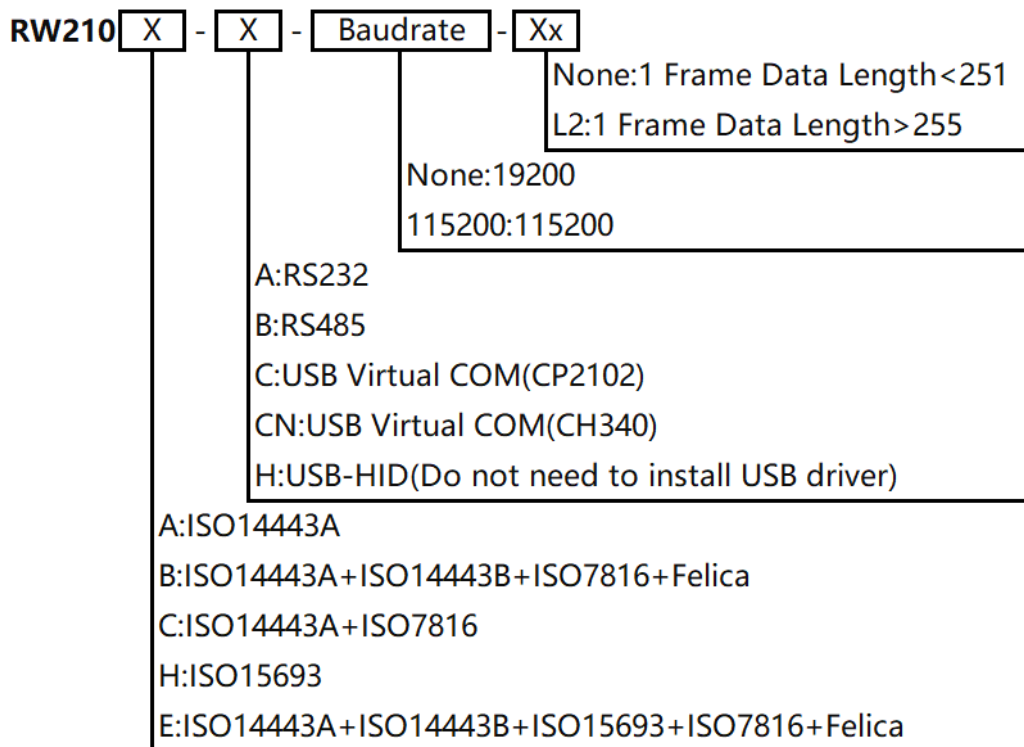 RW210 X - X - Baudrate - Xx
None:1 Frame Data Length<251
L2:1 Frame Data Length>255
None:19200
115200:115200
A:RS232
B:RS485
C:USB Virtual COM(CP2102)
CN:USB Virtual COM(CH340)
H:USB-HID(Do not need to install USB driver)
A:ISO14443A
B:ISO14443A+ISO14443B+ISO7816+Felica
C:ISO14443A+ISO7816
H:ISO15693
E:ISO14443A+ISO14443B+ISO15693+ISO7816+Felica